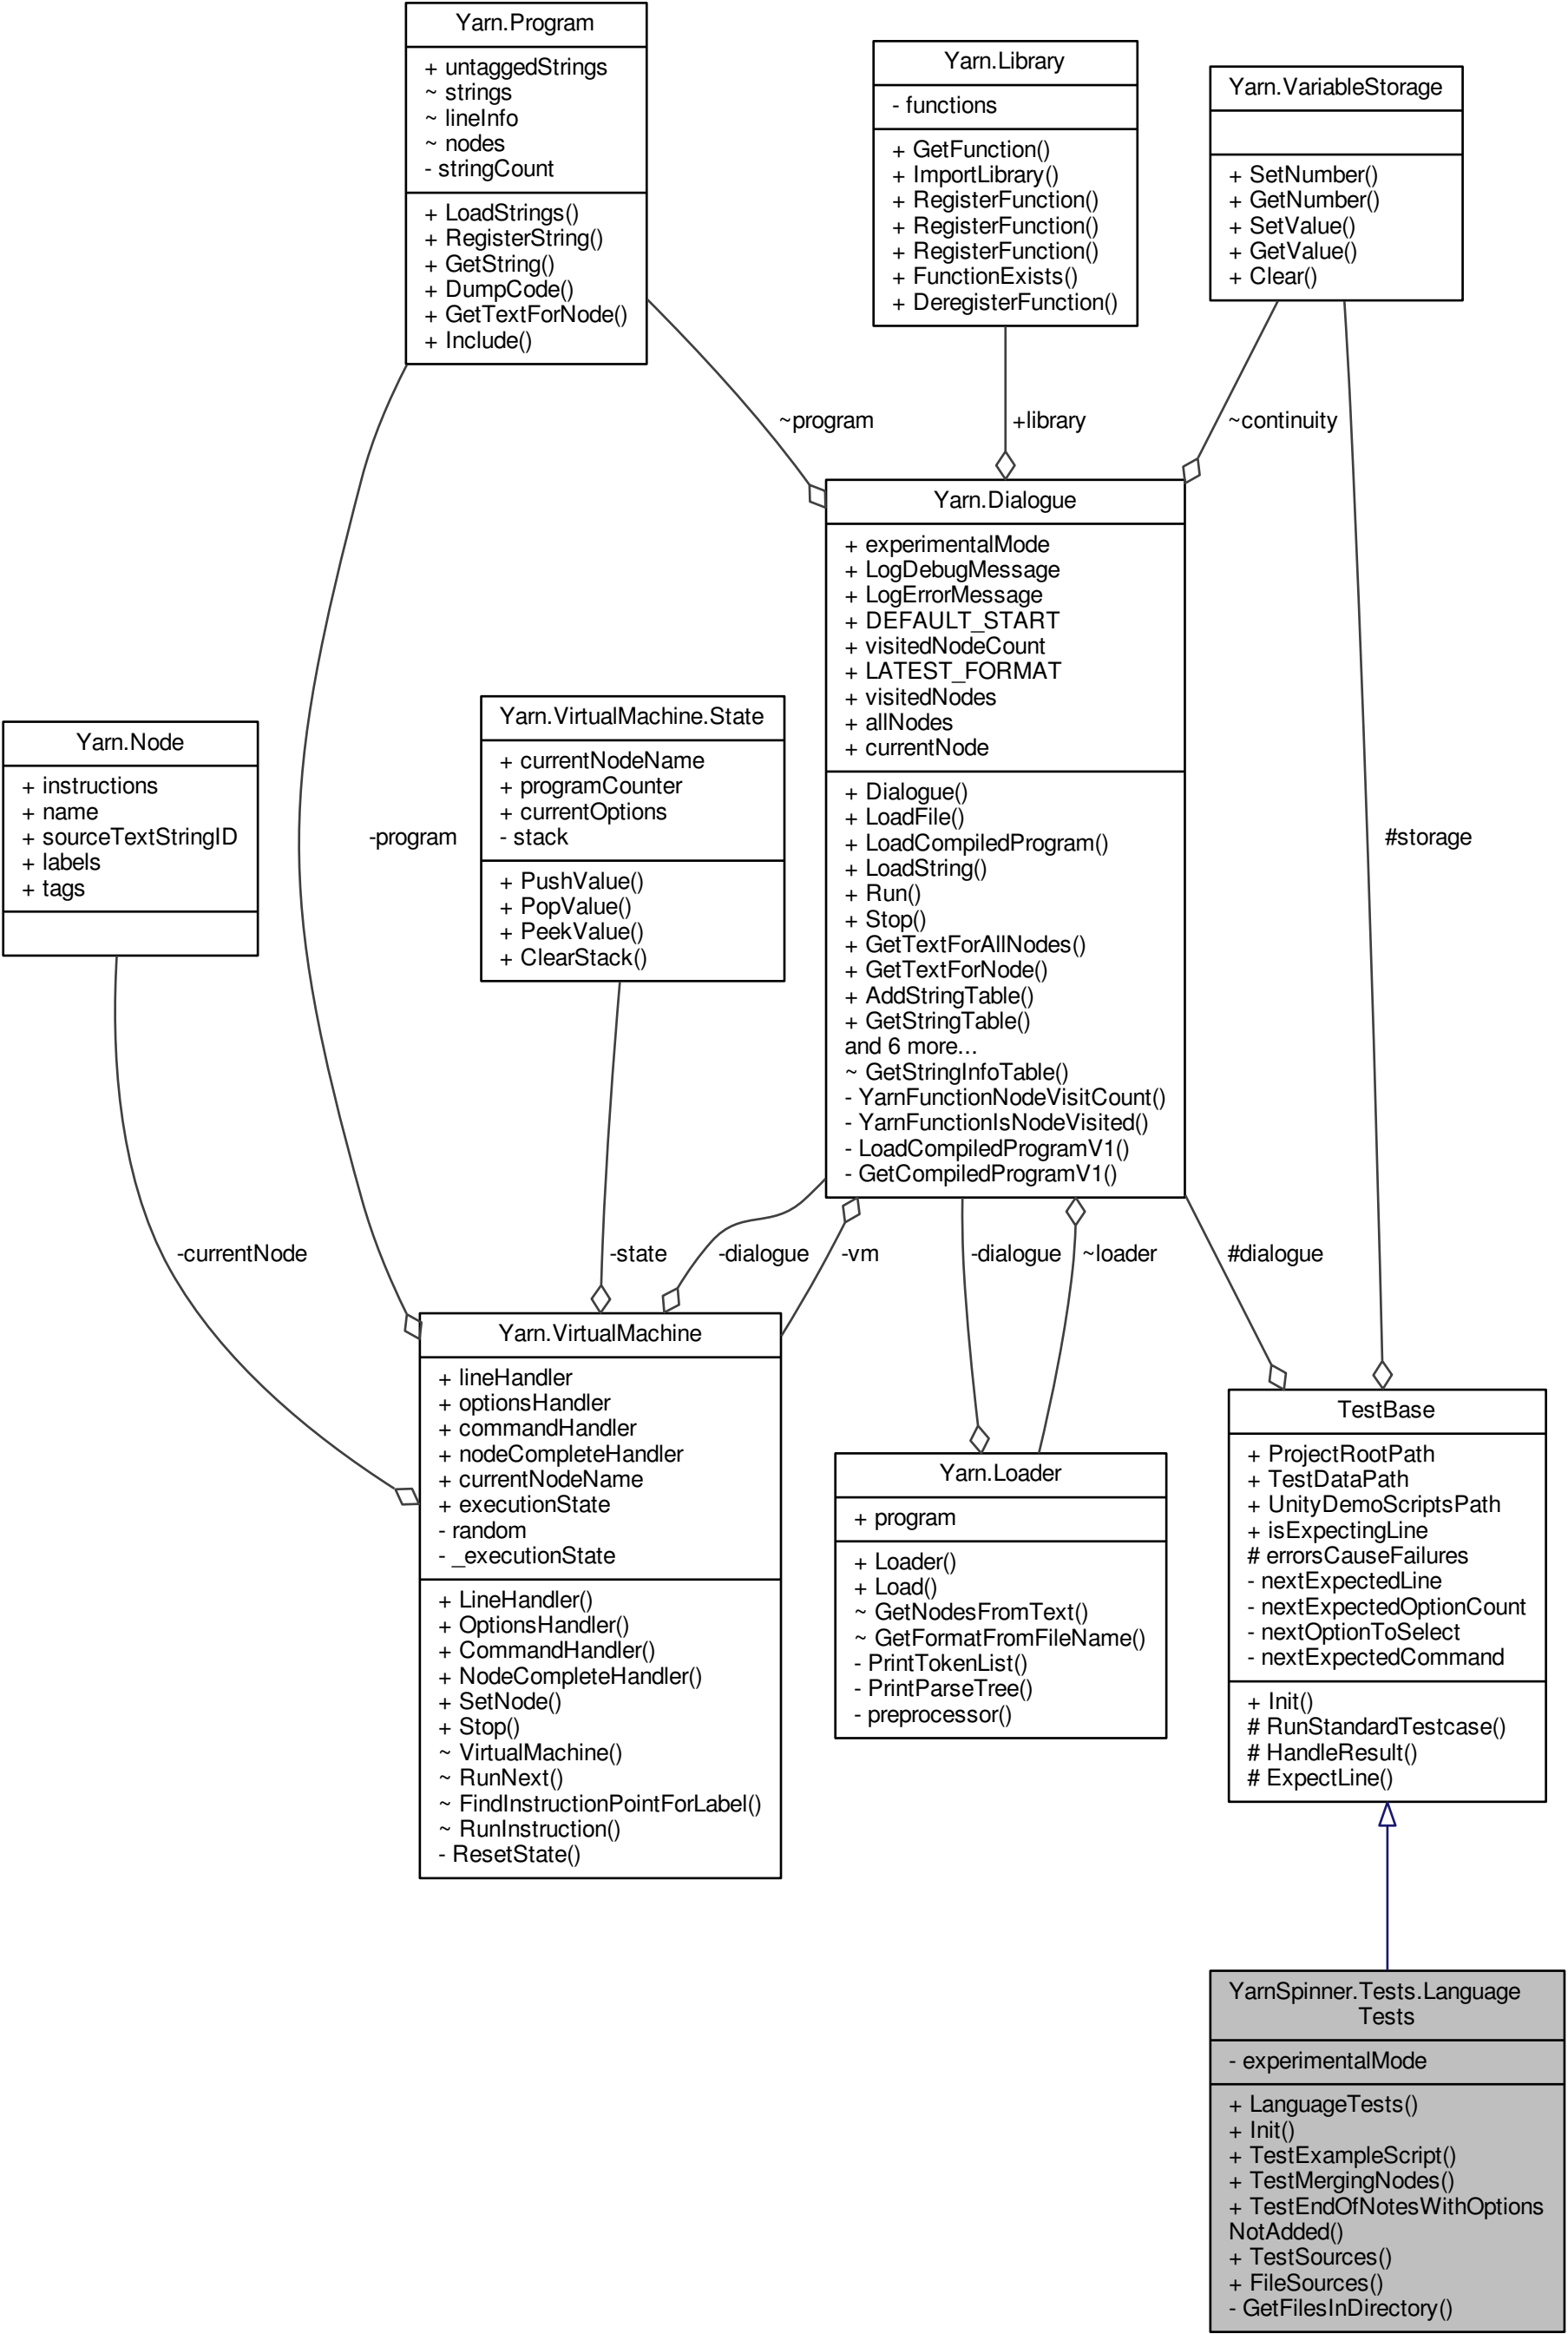 Yarn.Program
+ untaggedStrings
~ strings
~ lineInfo
~ nodes
- stringCount
+ LoadStrings()
+ RegisterString()
+ GetString()
+ DumpCode()
+ GetTextForNode()
+ Include()
Yarn.Library
- functions
+ GetFunction()
+ ImportLibrary()
+ RegisterFunction()
+ RegisterFunction()
+ RegisterFunction()
+ FunctionExists()
+ DeregisterFunction()
Yarn.VariableStorage
+ SetNumber()
+ GetNumber()
+ SetValue()
+ GetValue()
+ Clear()
~program
+library
~continuity
Yarn.Dialogue
+ experimentalMode
+ LogDebugMessage
+ LogErrorMessage
+ DEFAULT_START
+ visitedNodeCount
+ LATEST_FORMAT
+ visitedNodes
+ allNodes
+ currentNode
+ Dialogue()
+ LoadFile()
+ LoadCompiledProgram()
+ LoadString()
+ Run()
+ Stop()
+ GetTextForAllNodes()
+ GetTextForNode()
+ AddStringTable()
+ GetStringTable()
and 6 more...
~ GetStringInfoTable()
- YarnFunctionNodeVisitCount()
- YarnFunctionIsNodeVisited()
- LoadCompiledProgramV1()
- GetCompiledProgramV1()
Yarn.Node
+ instructions
+ name
+ sourceTextStringID
+ labels
+ tags
-program
Yarn.VirtualMachine.State
+ currentNodeName
+ programCounter
+ currentOptions
- stack
+ PushValue()
+ PopValue()
+ PeekValue()
+ ClearStack()
#storage
-currentNode
-state
-dialogue
-vm
-dialogue
~loader
#dialogue
Yarn.VirtualMachine
+ lineHandler
+ optionsHandler
+ commandHandler
+ nodeCompleteHandler
+ currentNodeName
+ executionState
- random
- _executionState
+ LineHandler()
+ OptionsHandler()
+ CommandHandler()
+ NodeCompleteHandler()
+ SetNode()
+ Stop()
~ VirtualMachine()
~ RunNext()
~ FindInstructionPointForLabel()
~ RunInstruction()
- ResetState()
Yarn.Loader
+ program
+ Loader()
+ Load()
~ GetNodesFromText()
~ GetFormatFromFileName()
- PrintTokenList()
- PrintParseTree()
- preprocessor()
TestBase
+ ProjectRootPath
+ TestDataPath
+ UnityDemoScriptsPath
+ isExpectingLine
# errorsCauseFailures
- nextExpectedLine
- nextExpectedOptionCount
- nextOptionToSelect
- nextExpectedCommand
+ Init()
# RunStandardTestcase()
# HandleResult()
# ExpectLine()
YarnSpinner.Tests.Language
Tests
- experimentalMode
+ LanguageTests()
+ Init()
+ TestExampleScript()
+ TestMergingNodes()
+ TestEndOfNotesWithOptions
NotAdded()
+ TestSources()
+ FileSources()
- GetFilesInDirectory()